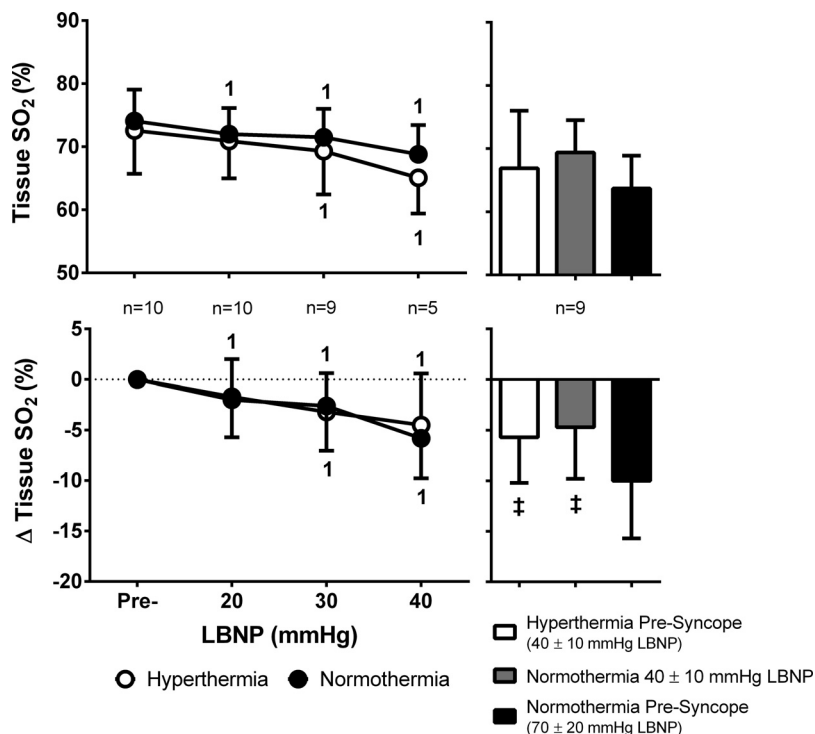 Tissue SO2 (%)
90
80
70
60
50
1 1 1
1 1
n=10 n=10 n=9 n=5 n=9
Δ Tissue SO2 (%)
5
0
-5
-10
-15
-20
1 1 1
1 1
‡ ‡
Pre- 20 30 40
LBNP (mmHg)
Hyperthermia Normothermia
Hyperthermia Pre-Syncope
(40 ± 10 mmHg LBNP)
Normothermia 40 ± 10 mmHg LBNP
Normothermia Pre-Syncope
(70 ± 20 mmHg LBNP)